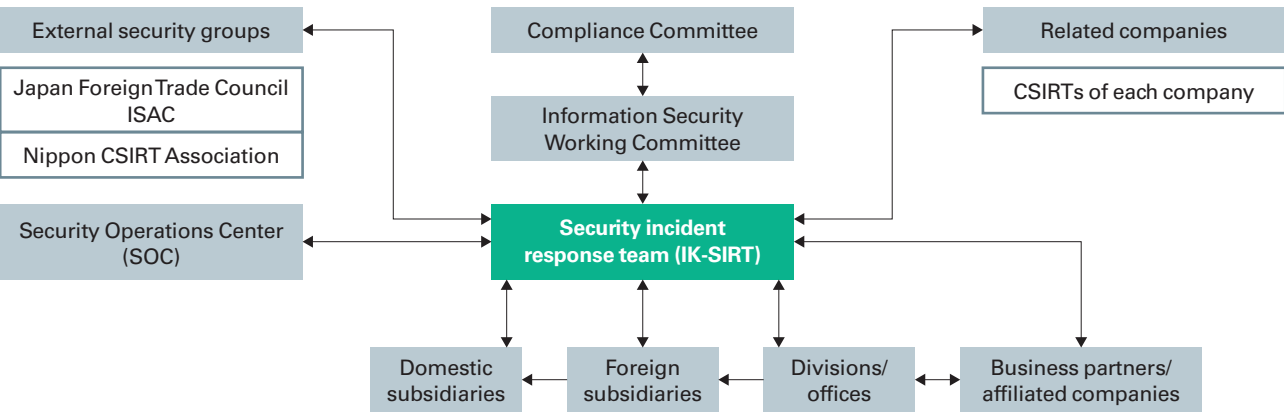 External security groups
Compliance Committee
Related companies
Japan Foreign Trade Council
ISAC
CSIRTs of each company
Nippon CSIRT Association
Information Security
Working Committee
Security Operations Center
(SOC)
Security incident
response team (IK-SIRT)
Domestic
subsidiaries
Foreign
subsidiaries
Divisions/
offices
Business partners/
affiliated companies